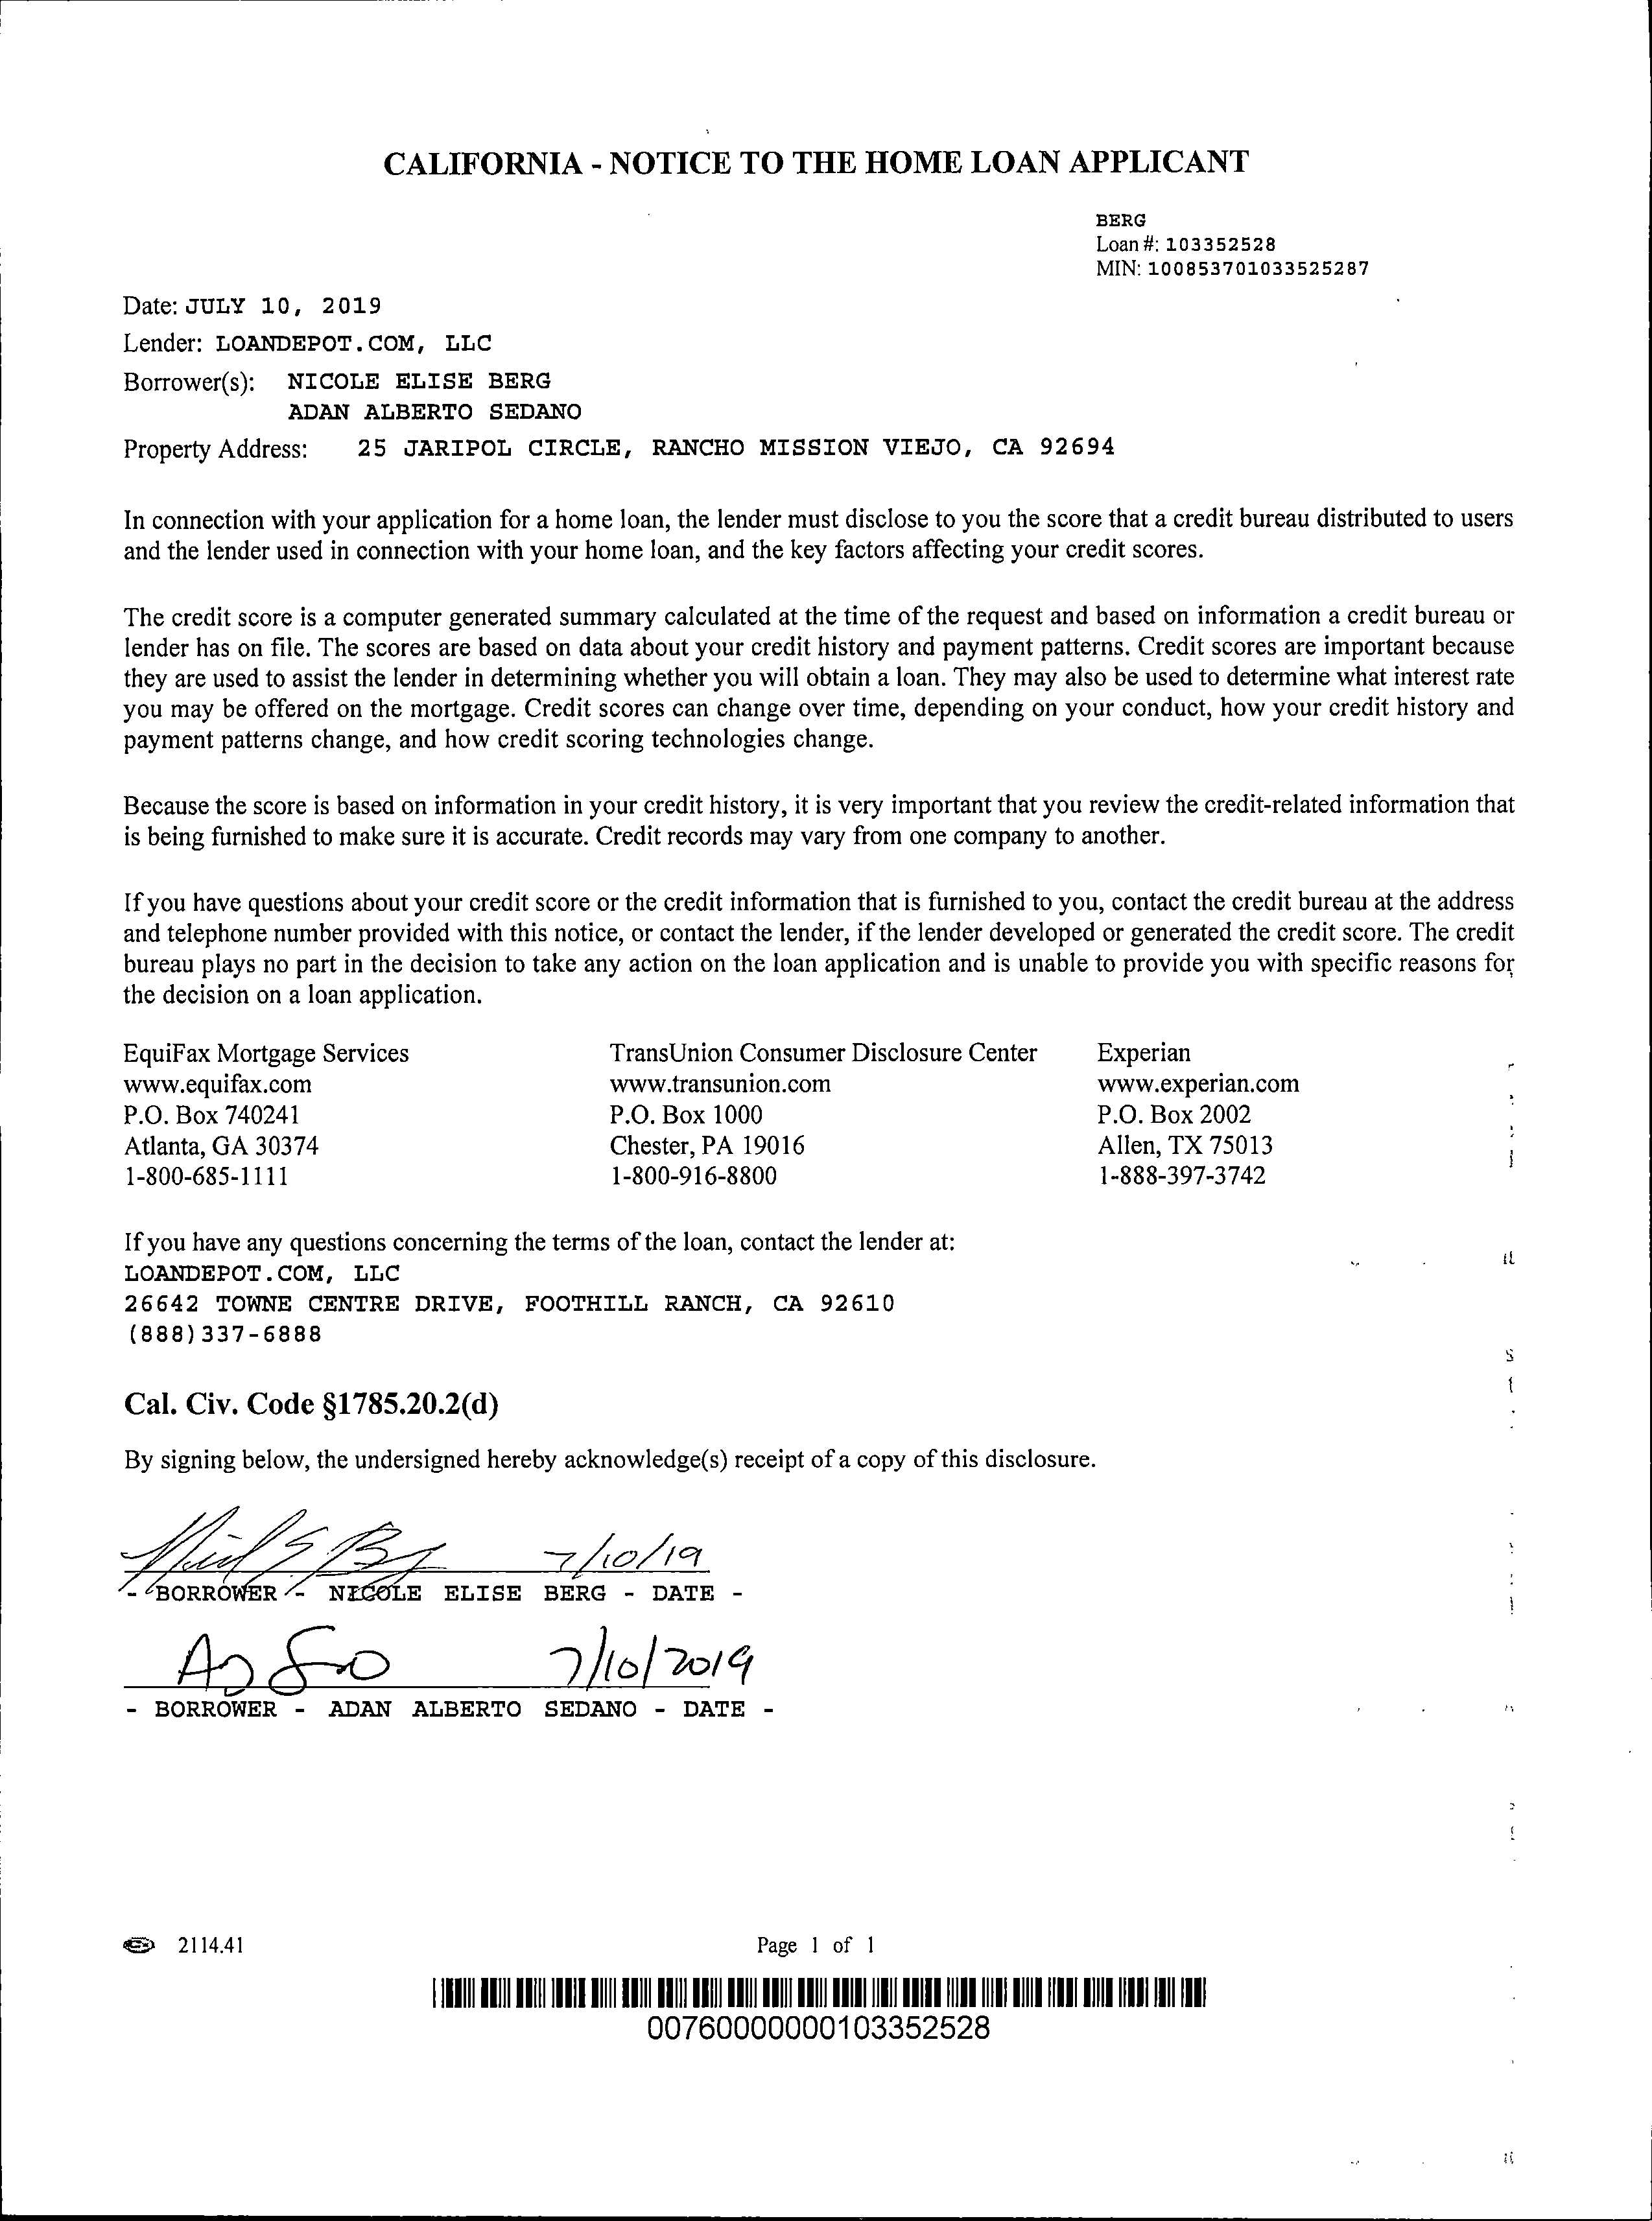 CALIFORNIA - NOTICE TO THE HOME LOAN APPLICANT
BERG
Loan #: 103352528
MIN: 100853701033525287
Date: JULY 10, 2019
Lender: LOANDEPOT.COM, LLC
Borrower(s): NICOLE ELISE BERG
ADAN ALBERTO SEDANO
Property Address: 25 JARIPOL CIRCLE, RANCHO MISSION VIEJO, CA 92694
In connection with your application for a home loan, the lender must disclose to you the score that a credit bureau distributed to users
and the lender used in connection with your home loan, and the key factors affecting your credit scores.
The credit score is a computer generated summary calculated at the time of the request and based on information a credit bureau or
lender has on file. The scores are based on data about your credit history and payment patterns. Credit scores are important because
they are used to assist the lender in determining whether you will obtain a loan. They may also be used to determine what interest rate
you may be offered on the mortgage. Credit scores can change over time, depending on your conduct, how your credit history and
payment patterns change, and how credit scoring technologies change.
Because the score is based on information in your credit history, it is very important that you review the credit-related information that
is being furnished to make sure it is accurate. Credit records may vary from one company to another.
If you have questions about your credit score or the credit information that is furnished to you, contact the credit bureau at the address
and telephone number provided with this notice, or contact the lender, if the lender developed or generated the credit score. The credit
bureau plays no part in the decision to take any action on the loan application and is unable to provide you with specific reasons for
the decision on a loan application.
EquiFax Mortgage Services
www.equifax.com
P.O. Box 740241
Atlanta, GA 30374
1-800-685-1111
TransUnion Consumer Disclosure Center
www.transunion.com
P.O. Box 1000
Chester, PA 19016
1-800-916-8800
Experian
www.experian.com
P.O. Box 2002
Allen, TX 75013
1-888-397-3742
If you have any questions concerning the terms of the loan, contact the lender at:
LOANDEPOT.COM, LLC
26642 TOWNE CENTRE DRIVE, FOOTHILL RANCH, CA 92610
(888)337-6888
Cal. Civ. Code §1785.20.2(d)
By signing below, the undersigned hereby acknowledge(s) receipt of a copy of this disclosure.
7/10/19
- BORROWER - NICOLE ELISE BERG - DATE -
7/10/2019
- BORROWER - ADAN ALBERTO SEDANO - DATE -
2114.41
Page 1 of 1
00760000000103352528